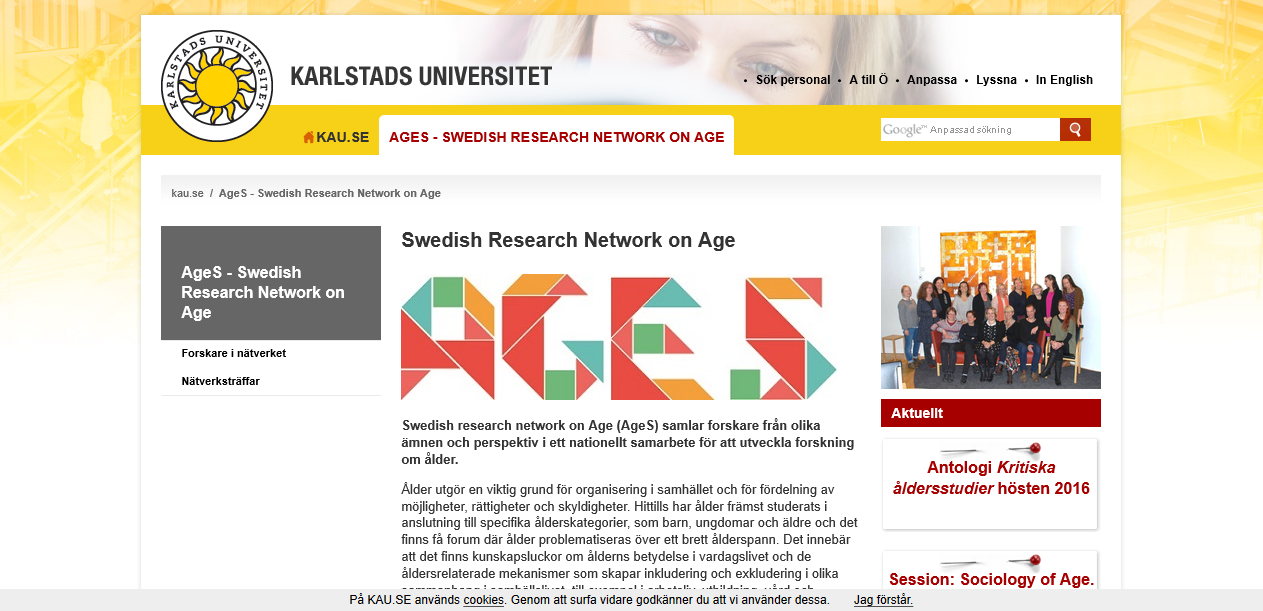 KARLSTADS UNIVERSITET
KARLSTADS UNIVERSITET
• Sök personal • A till Ö • Anpassa • Lyssna • In English
KAU.SE
AGES - SWEDISH RESEARCH NETWORK ON AGE
Google™ Anpassad sökning
kau.se / AgeS - Swedish Research Network on Age
AgeS - Swedish
Research Network on
Age
Forskare i nätverket
Nätverksträffar
Swedish Research Network on Age
AGES
Swedish research network on Age (AgeS) samlar forskare från olika
ämnen och perspektiv i ett nationellt samarbete för att utveckla forskning
om ålder.
Ålder utgör en viktig grund för organisering i samhället och för fördelning av
möjligheter, rättigheter och skyldigheter. Hittills har ålder främst studerats i
anslutning till specifika ålderskategorier, som barn, ungdomar och äldre och det
finns få forum där ålder problematiseras över ett brett ålderspann. Det innebär
att det finns kunskapsluckor om ålderns betydelse i vardagslivet och de
åldersrelaterade mekanismer som skapar inkludering och exkludering i olika
Aktuellt
Antologi Kritiska
åldersstudier hösten 2016
Session: Sociology of Age.
På KAU.SE används cookies. Genom att surfa vidare godkänner du att vi använder dessa. Jag förstår.